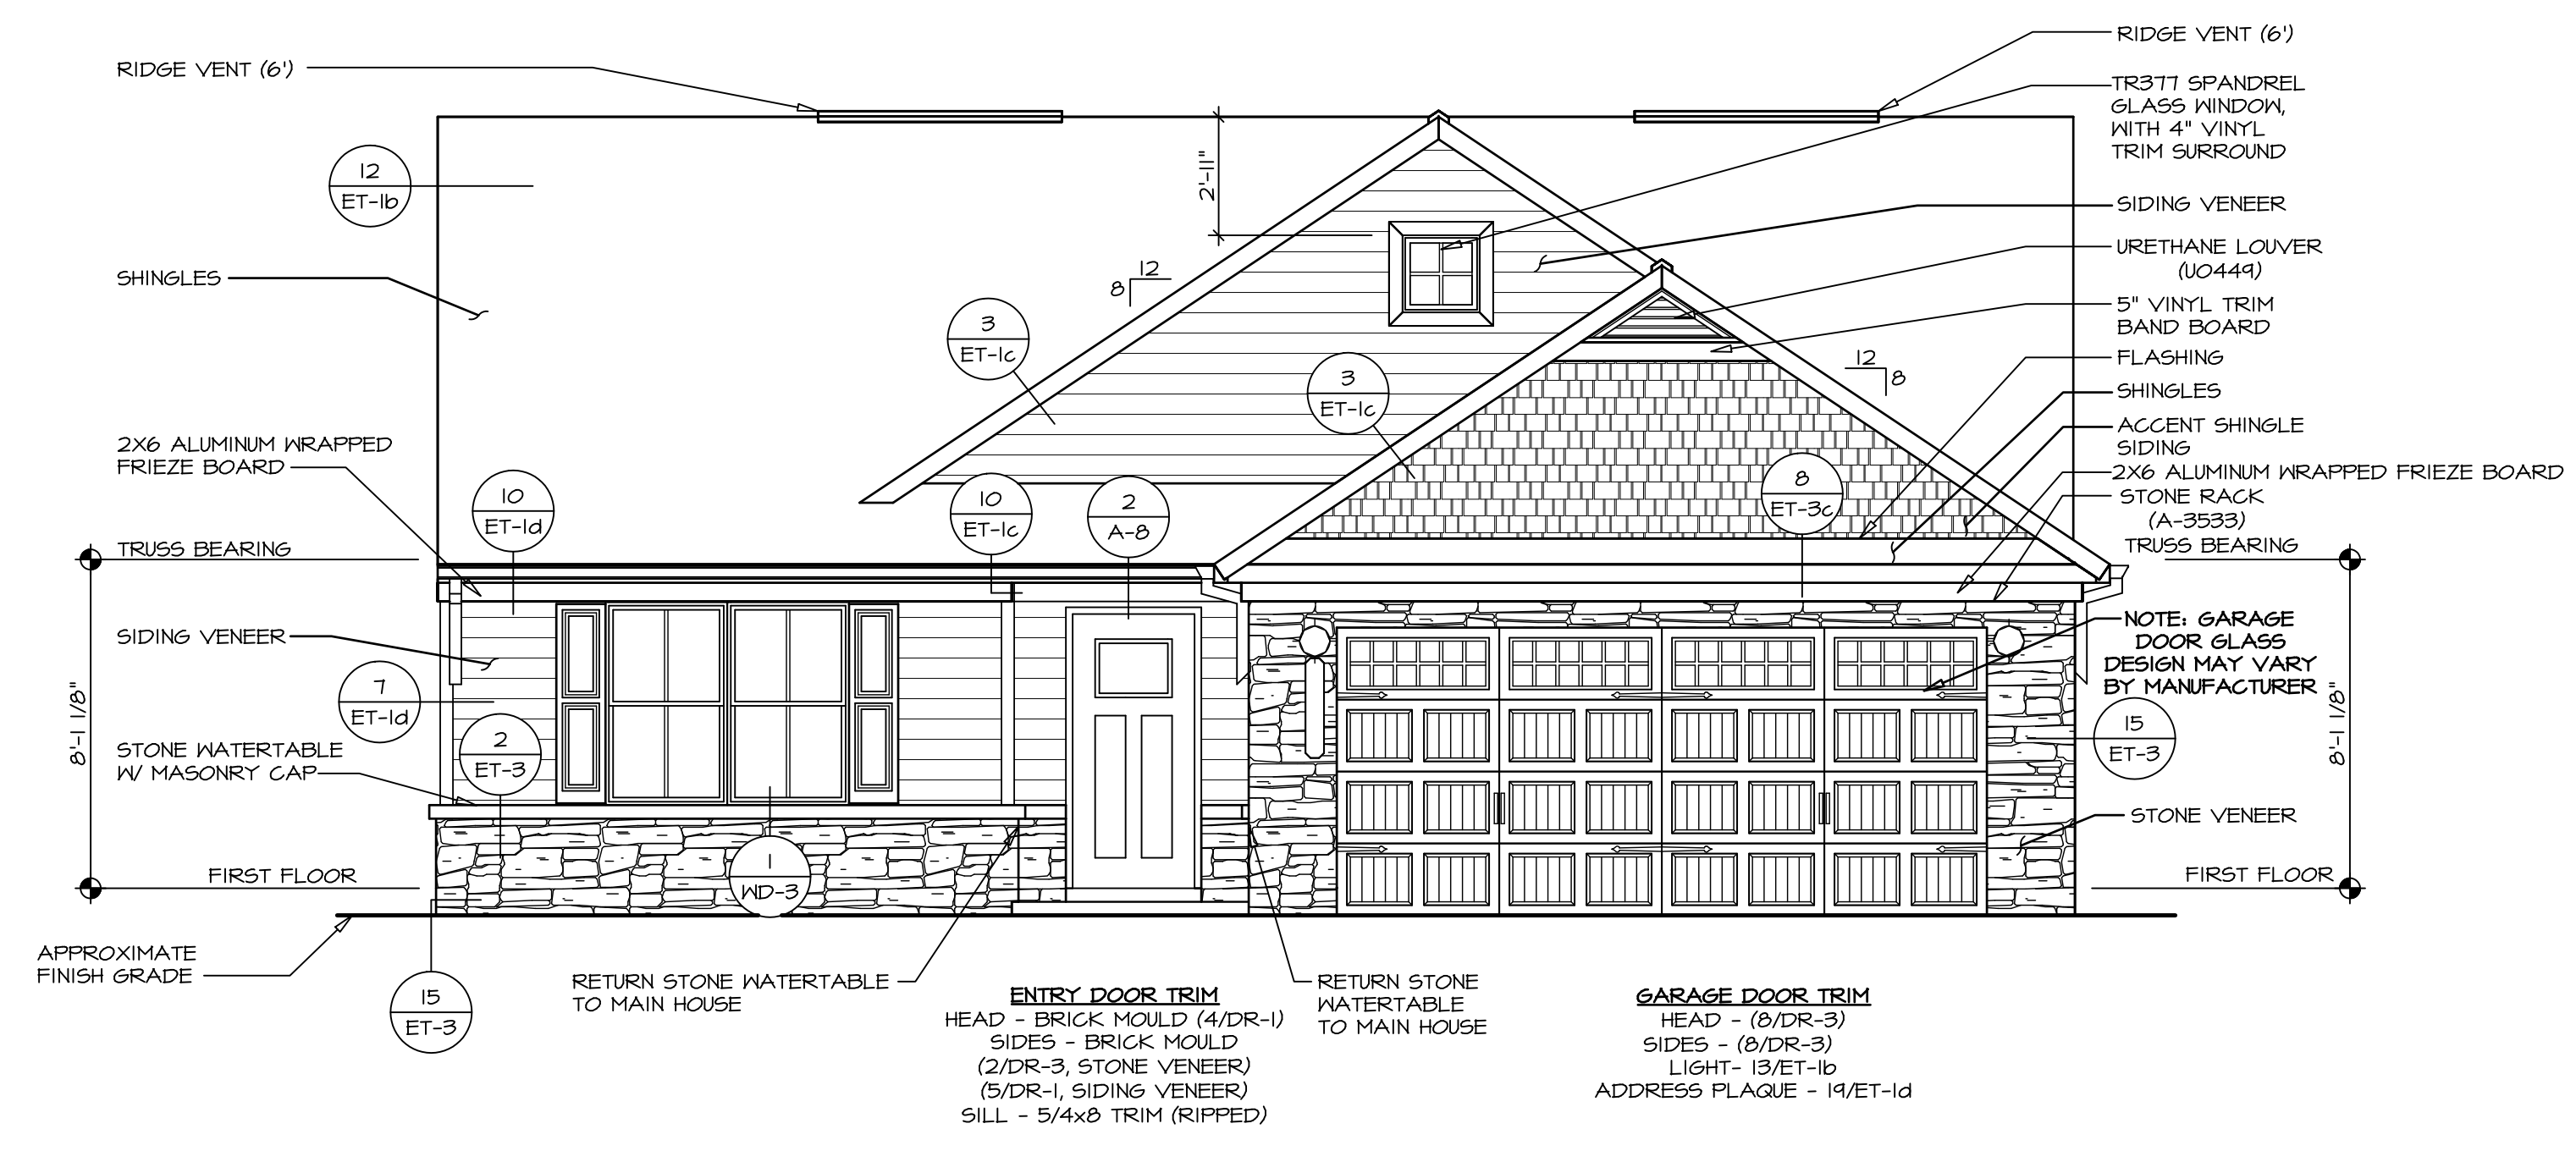 RIDGE VENT (6')
RIDGE VENT (6')
TR377 SPANDREL
GLASS WINDOW,
WITH 4" VINYL
TRIM SURROUND
2'-11"
12
ET-1b
SIDING VENEER
URETHANE LOUVER
(UO449)
SHINGLES
12
8
5" VINYL TRIM
BAND BOARD
3
ET-1c
FLASHING
12
8
3
ET-1c
SHINGLES
ACCENT SHINGLE
SIDING
2X6 ALUMINUM WRAPPED
FRIEZE BOARD
2X6 ALUMINUM WRAPPED FRIEZE BOARD
STONE RACK
(A-3533)
10
ET-1d
10
ET-1c
2
A-8
8
ET-3c
TRUSS BEARING
TRUSS BEARING
NOTE: GARAGE
DOOR GLASS
DESIGN MAY VARY
BY MANUFACTURER
SIDING VENEER
7
ET-1d
8'-1 1/8"
8'-1 1/8"
2
ET-3
15
ET-3
STONE WATERTABLE
W/ MASONRY CAP
STONE VENEER
1
WD-3
FIRST FLOOR
FIRST FLOOR
APPROXIMATE
FINISH GRADE
15
ET-3
RETURN STONE WATERTABLE
TO MAIN HOUSE
ENTRY DOOR TRIM
HEAD - BRICK MOULD (4/DR-1)
SIDES - BRICK MOULD
(2/DR-3, STONE VENEER)
(5/DR-1, SIDING VENEER)
SILL - 5/4x8 TRIM (RIPPED)
RETURN STONE
WATERTABLE
TO MAIN HOUSE
GARAGE DOOR TRIM
HEAD - (8/DR-3)
SIDES - (8/DR-3)
LIGHT- 13/ET-1b
ADDRESS PLAQUE - 19/ET-1d